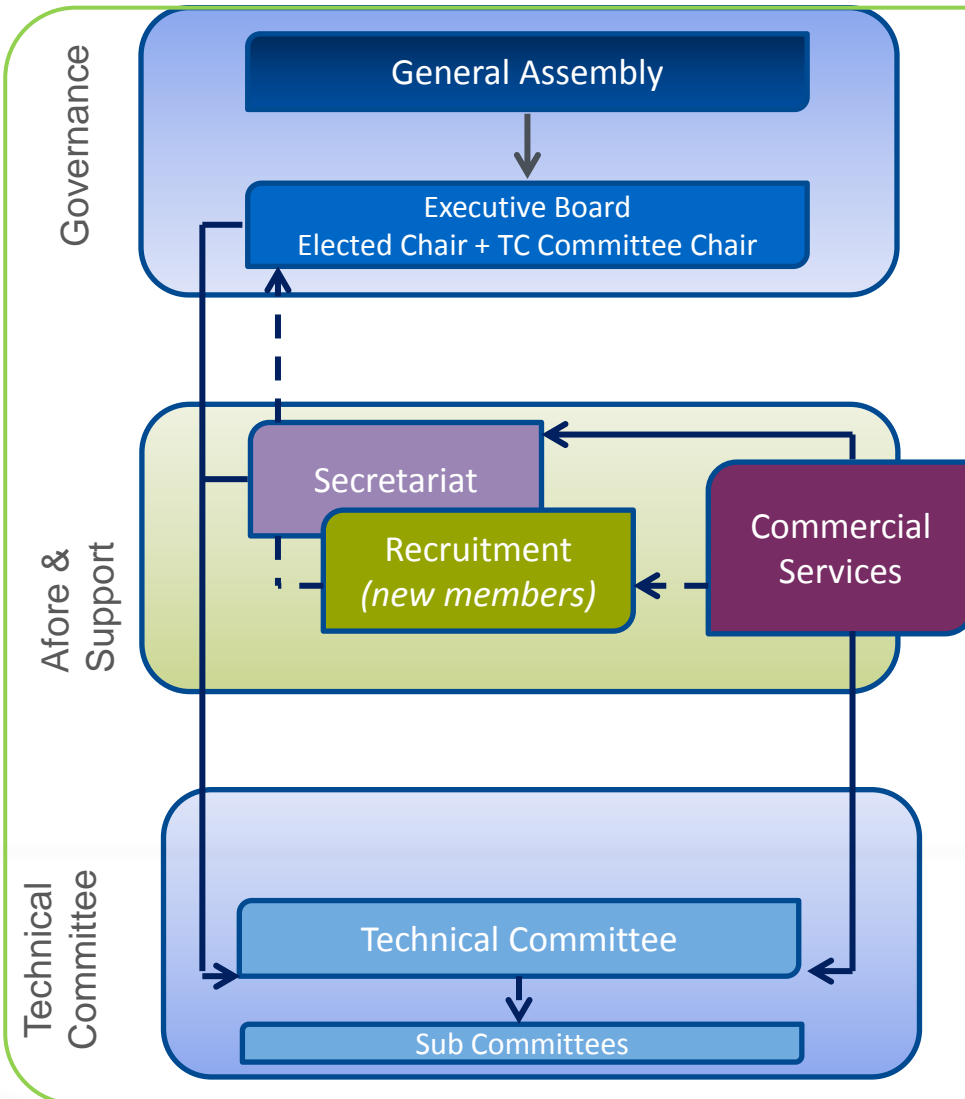 Governance
General Assembly
Executive Board
Elected Chair + TC Committee Chair
Afore &
Support
Secretariat
Recruitment
(new members)
Commercial
Services
Technical
Committee
Technical Committee
Sub Committees